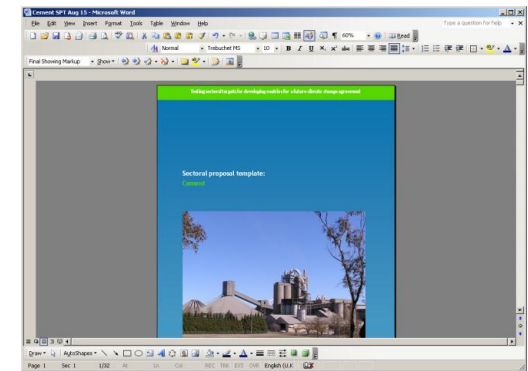 Cement SPT Aug 15 - Microsoft Word
File Edit View Insert Format Tools Table Window Help Type a question for help
60% Read
Normal Trebuchet MS 10 B I U abc
Final Showing Markup Show
Testing sectoral targets for developing countries for a future climate change agreement
Sectoral proposal template:
Cement
Draw AutoShapes
Page 1 Sec 1 1/32 At Ln Col REC TRK EXT OVR English (U.K